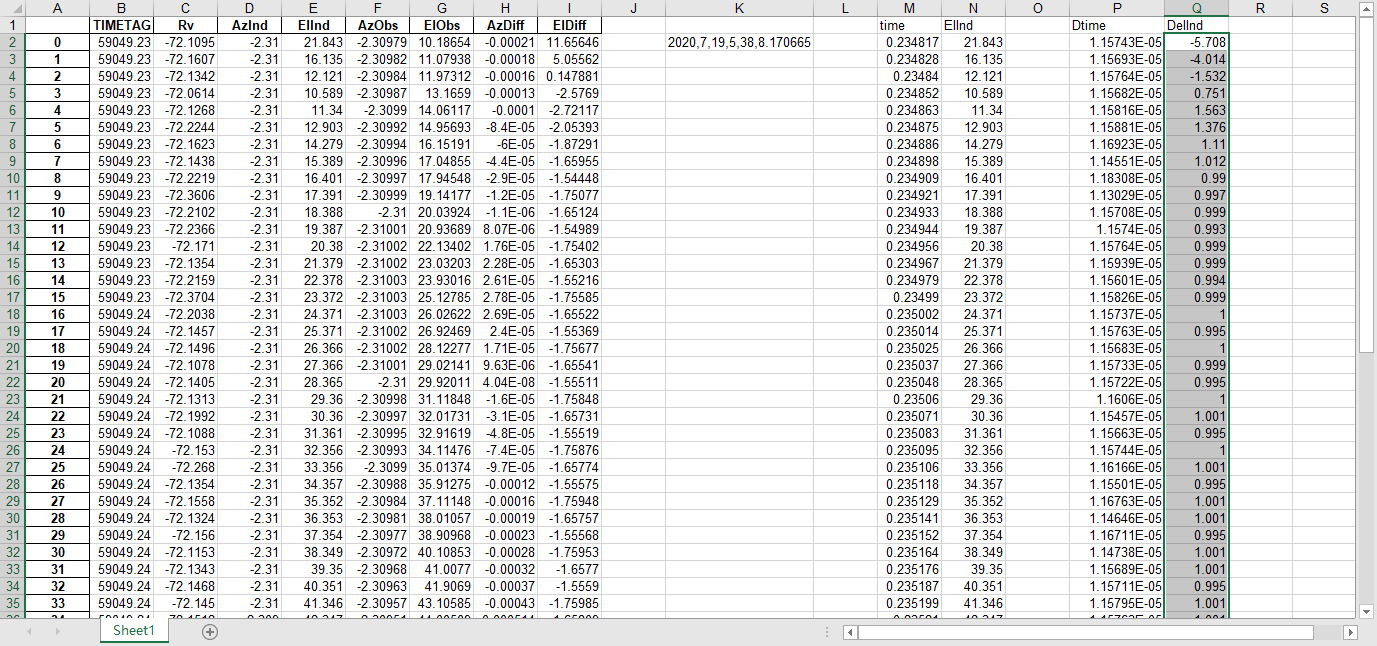 A B C D E F G H I J K L M N O P Q R S
1 TIMETAG Rv AzInd ElInd AzObs ElObs AzDiff ElDiff time ElInd Dtime DelInd
2 0 59049.23 -72.1095 -2.31 21.843 -2.30979 10.18654 -0.00021 11.65646 2020,7,19,5,38,8.170665 0.234817 21.843 1.15743E-05 -5.708
3 1 59049.23 -72.1607 -2.31 16.135 -2.30982 11.07938 -0.00018 5.05562 0.234828 16.135 1.15693E-05 -4.014
4 2 59049.23 -72.1342 -2.31 12.121 -2.30984 11.97312 -0.00016 0.147881 0.23484 12.121 1.15764E-05 -1.532
5 3 59049.23 -72.0614 -2.31 10.589 -2.30987 13.1659 -0.00013 -2.5769 0.234852 10.589 1.15682E-05 0.751
6 4 59049.23 -72.1268 -2.31 11.34 -2.3099 14.06117 -0.0001 -2.72117 0.234863 11.34 1.15816E-05 1.563
7 5 59049.23 -72.2244 -2.31 12.903 -2.30992 14.95693 -8.4E-05 -2.05393 0.234875 12.903 1.15881E-05 1.376
8 6 59049.23 -72.1623 -2.31 14.279 -2.30994 16.15191 -6E-05 -1.87291 0.234886 14.279 1.16923E-05 1.11
9 7 59049.23 -72.1438 -2.31 15.389 -2.30996 17.04855 -4.4E-05 -1.65955 0.234898 15.389 1.14551E-05 1.012
10 8 59049.23 -72.2219 -2.31 16.401 -2.30997 17.94548 -2.9E-05 -1.54448 0.234909 16.401 1.18308E-05 0.99
11 9 59049.23 -72.3606 -2.31 17.391 -2.30999 19.14177 -1.2E-05 -1.75077 0.234921 17.391 1.13029E-05 0.997
12 10 59049.23 -72.2102 -2.31 18.388 -2.31 20.03924 -1.1E-06 -1.65124 0.234933 18.388 1.15708E-05 0.999
13 11 59049.23 -72.2366 -2.31 19.387 -2.31001 20.93689 8.07E-06 -1.54989 0.234944 19.387 1.1574E-05 0.993
14 12 59049.23 -72.171 -2.31 20.38 -2.31002 22.13402 1.76E-05 -1.75402 0.234956 20.38 1.15764E-05 0.999
15 13 59049.23 -72.1354 -2.31 21.379 -2.31002 23.03203 2.28E-05 -1.65303 0.234967 21.379 1.15939E-05 0.999
16 14 59049.23 -72.2159 -2.31 22.378 -2.31003 23.93016 2.61E-05 -1.55216 0.234979 22.378 1.15601E-05 0.994
17 15 59049.23 -72.3704 -2.31 23.372 -2.31003 25.12785 2.78E-05 -1.75585 0.23499 23.372 1.15826E-05 0.999
18 16 59049.24 -72.2038 -2.31 24.371 -2.31003 26.02622 2.69E-05 -1.65522 0.235002 24.371 1.15737E-05 1
19 17 59049.24 -72.1457 -2.31 25.371 -2.31002 26.92469 2.4E-05 -1.55369 0.235014 25.371 1.15763E-05 0.995
20 18 59049.24 -72.1496 -2.31 26.366 -2.31002 28.12277 1.71E-05 -1.75677 0.235025 26.366 1.15683E-05 1
21 19 59049.24 -72.1078 -2.31 27.366 -2.31001 29.02141 9.63E-06 -1.65541 0.235037 27.366 1.15733E-05 0.999
22 20 59049.24 -72.1405 -2.31 28.365 -2.31 29.92011 4.04E-08 -1.55511 0.235048 28.365 1.15722E-05 0.995
23 21 59049.24 -72.1313 -2.31 29.36 -2.30998 31.11848 -1.6E-05 -1.75848 0.23506 29.36 1.1606E-05 1
24 22 59049.24 -72.1992 -2.31 30.36 -2.30997 32.01731 -3.1E-05 -1.65731 0.235071 30.36 1.15457E-05 1.001
25 23 59049.24 -72.1088 -2.31 31.361 -2.30995 32.91619 -4.8E-05 -1.55519 0.235083 31.361 1.15663E-05 0.995
26 24 59049.24 -72.153 -2.31 32.356 -2.30993 34.11476 -7.4E-05 -1.75876 0.235095 32.356 1.15744E-05 1
27 25 59049.24 -72.268 -2.31 33.356 -2.3099 35.01374 -9.7E-05 -1.65774 0.235106 33.356 1.16166E-05 1.001
28 26 59049.24 -72.1354 -2.31 34.357 -2.30988 35.91275 -0.00012 -1.55575 0.235118 34.357 1.15501E-05 0.995
29 27 59049.24 -72.1558 -2.31 35.352 -2.30984 37.11148 -0.00016 -1.75948 0.235129 35.352 1.16763E-05 1.001
30 28 59049.24 -72.1324 -2.31 36.353 -2.30981 38.01057 -0.00019 -1.65757 0.235141 36.353 1.14646E-05 1.001
31 29 59049.24 -72.156 -2.31 37.354 -2.30977 38.90968 -0.00023 -1.55568 0.235152 37.354 1.16711E-05 0.995
32 30 59049.24 -72.1153 -2.31 38.349 -2.30972 40.10853 -0.00028 -1.75953 0.235164 38.349 1.14738E-05 1.001
33 31 59049.24 -72.1343 -2.31 39.35 -2.30968 41.0077 -0.00032 -1.6577 0.235176 39.35 1.15689E-05 1.001
34 32 59049.24 -72.1468 -2.31 40.351 -2.30963 41.9069 -0.00037 -1.5559 0.235187 40.351 1.15711E-05 0.995
35 33 59049.24 -72.145 -2.31 41.346 -2.30957 43.10585 -0.00043 -1.75985 0.235199 41.346 1.15795E-05 1.001
Sheet1